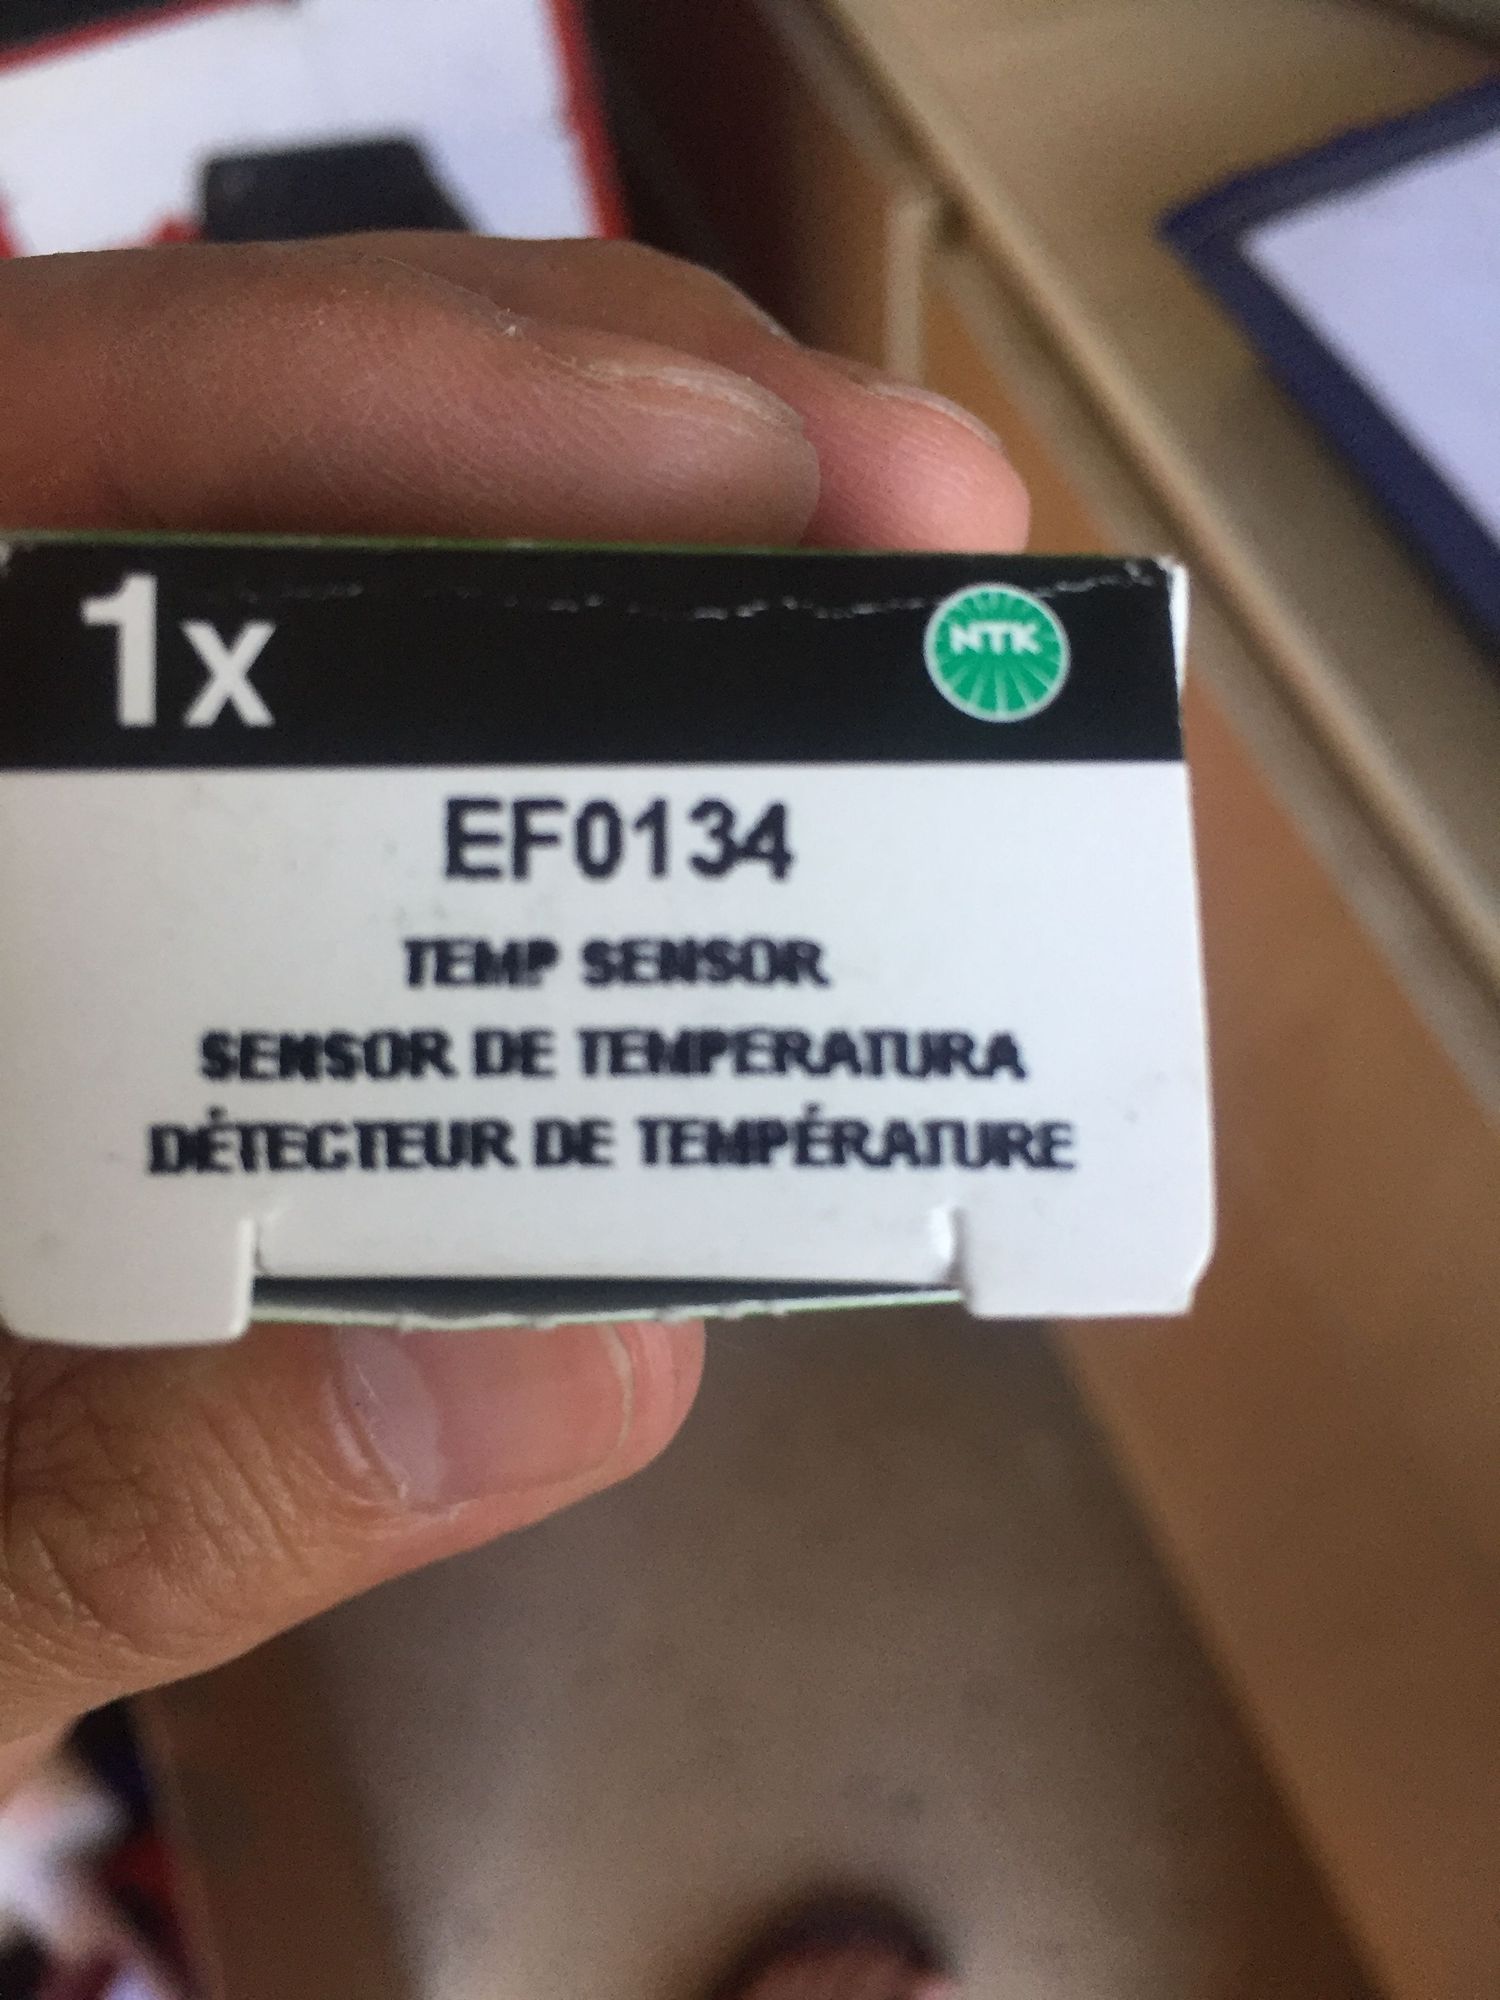 1x
NTK
EF0134
TEMP SENSOR
SENSOR DE TEMPERATURA
DÉTECTEUR DE TEMPÉRATURE